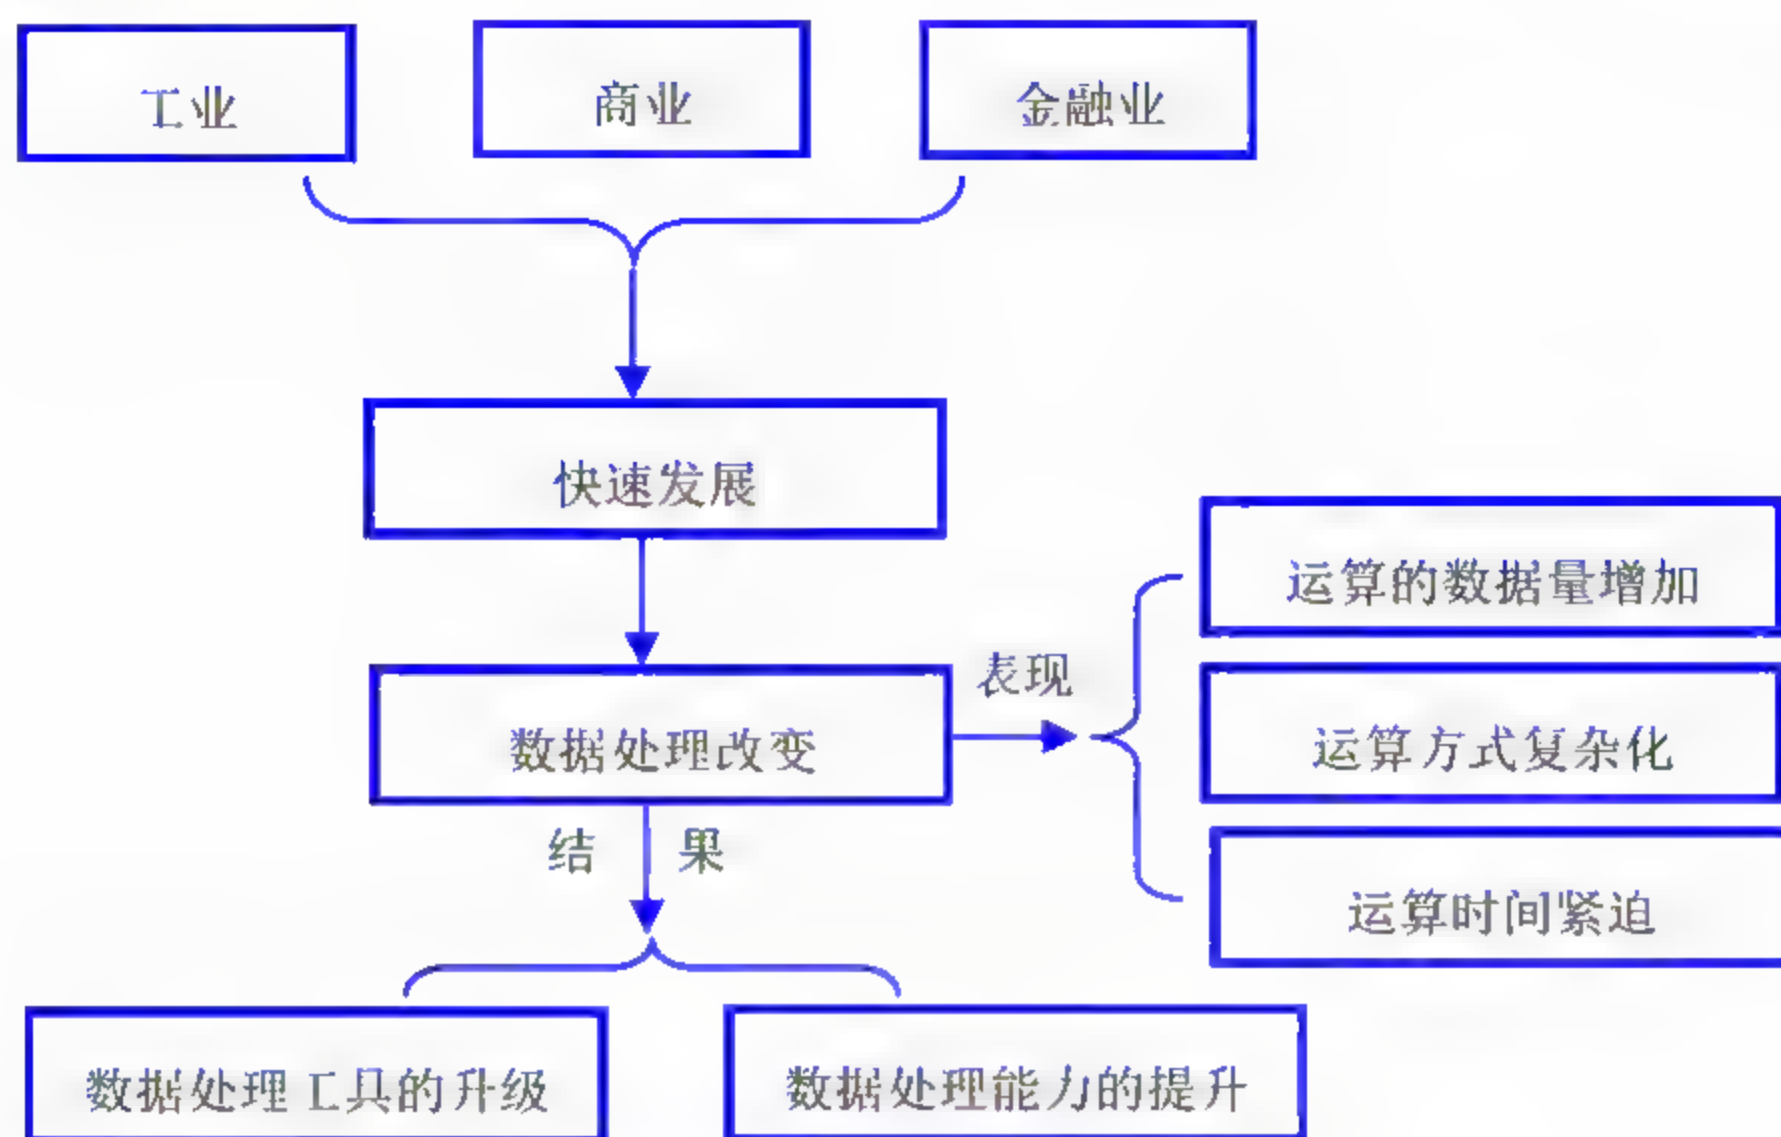 工业
商业
金融业
快速发展
运算的数据量增加
表现
数据处理改变
运算方式复杂化
结 果
运算时间紧迫
数据处理工具的升级
数据处理能力的提升